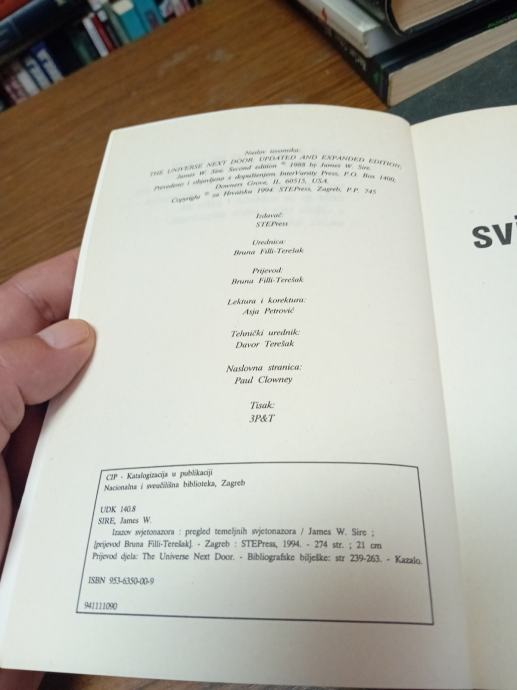 Naslov izvornika:
THE UNIVERSE NEXT DOOR, UPDATED AND EXPANDED EDITION,
James W. Sire. Second edition © 1988 by James W. Sire.
Prevedeno i objavljeno s dopuštenjem InterVarsity Press, P.O. Box 1400,
Downers Grove, IL 60515, USA.
Copyright © za Hrvatsku 1994. STEPress, Zagreb, P.P. 745
Izdavač:
STEPress
Urednica:
Bruna Filli-Terešak
Prijevod:
Bruna Filli-Terešak
Lektura i korektura:
Asja Petrović
Tehnički urednik:
Davor Terešak
Naslovna stranica:
Paul Clowney
Tisak:
3P&T
CIP - Katalogizacija u publikaciji
Nacionalna i sveučilišna biblioteka, Zagreb
UDK 140.8
SIRE, James W.
Izazov svjetonazora : pregled temeljnih svjetonazora / James W. Sire ;
[prijevod Bruna Filli-Terešak]. - Zagreb : STEPress, 1994. - 274 str. ; 21 cm
Prijevod djela: The Universe Next Door. - Bibliografske bilješke: str 239-263. - Kazalo.
ISBN 953-6350-00-9
941111090